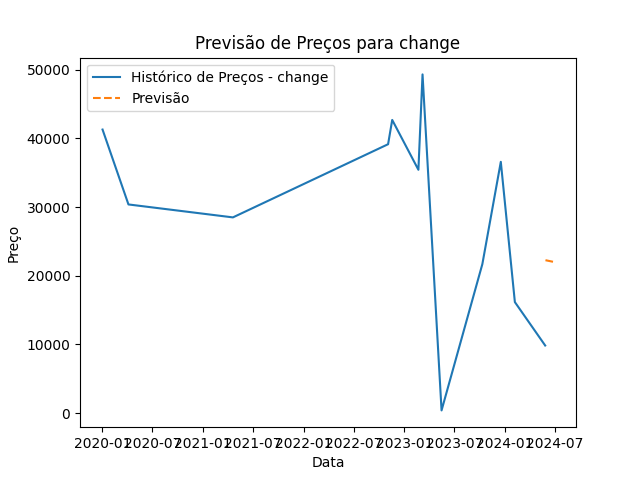 Previsão de Preços para change
Histórico de Preços - change
Previsão
50000
40000
30000
20000
10000
0
Preço
2020-01 2020-07 2021-01 2021-07 2022-01 2022-07 2023-01 2023-07 2024-01 2024-07
Data